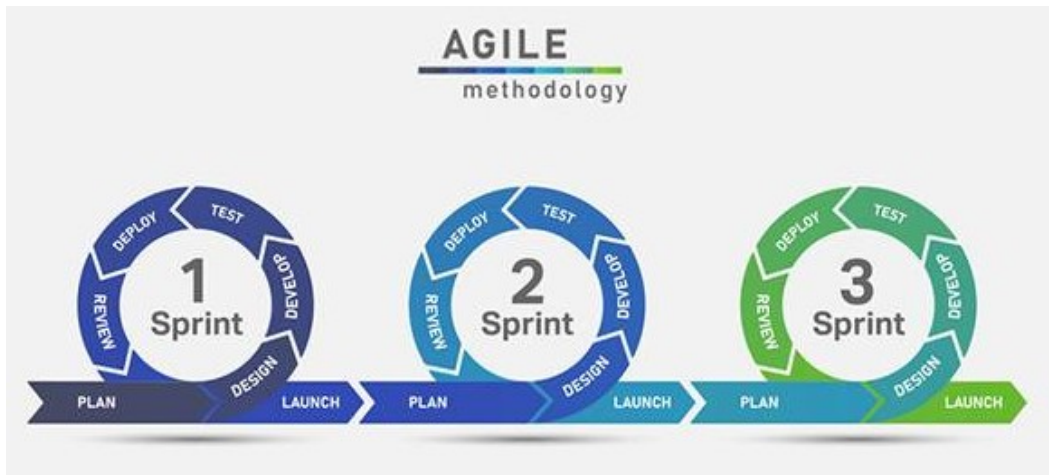 AGILE
methodology
1
Sprint
PLAN
DESIGN
DEVELOP
TEST
DEPLOY
REVIEW
LAUNCH
2
Sprint
PLAN
DESIGN
DEVELOP
TEST
DEPLOY
REVIEW
LAUNCH
3
Sprint
PLAN
DESIGN
DEVELOP
TEST
DEPLOY
REVIEW
LAUNCH